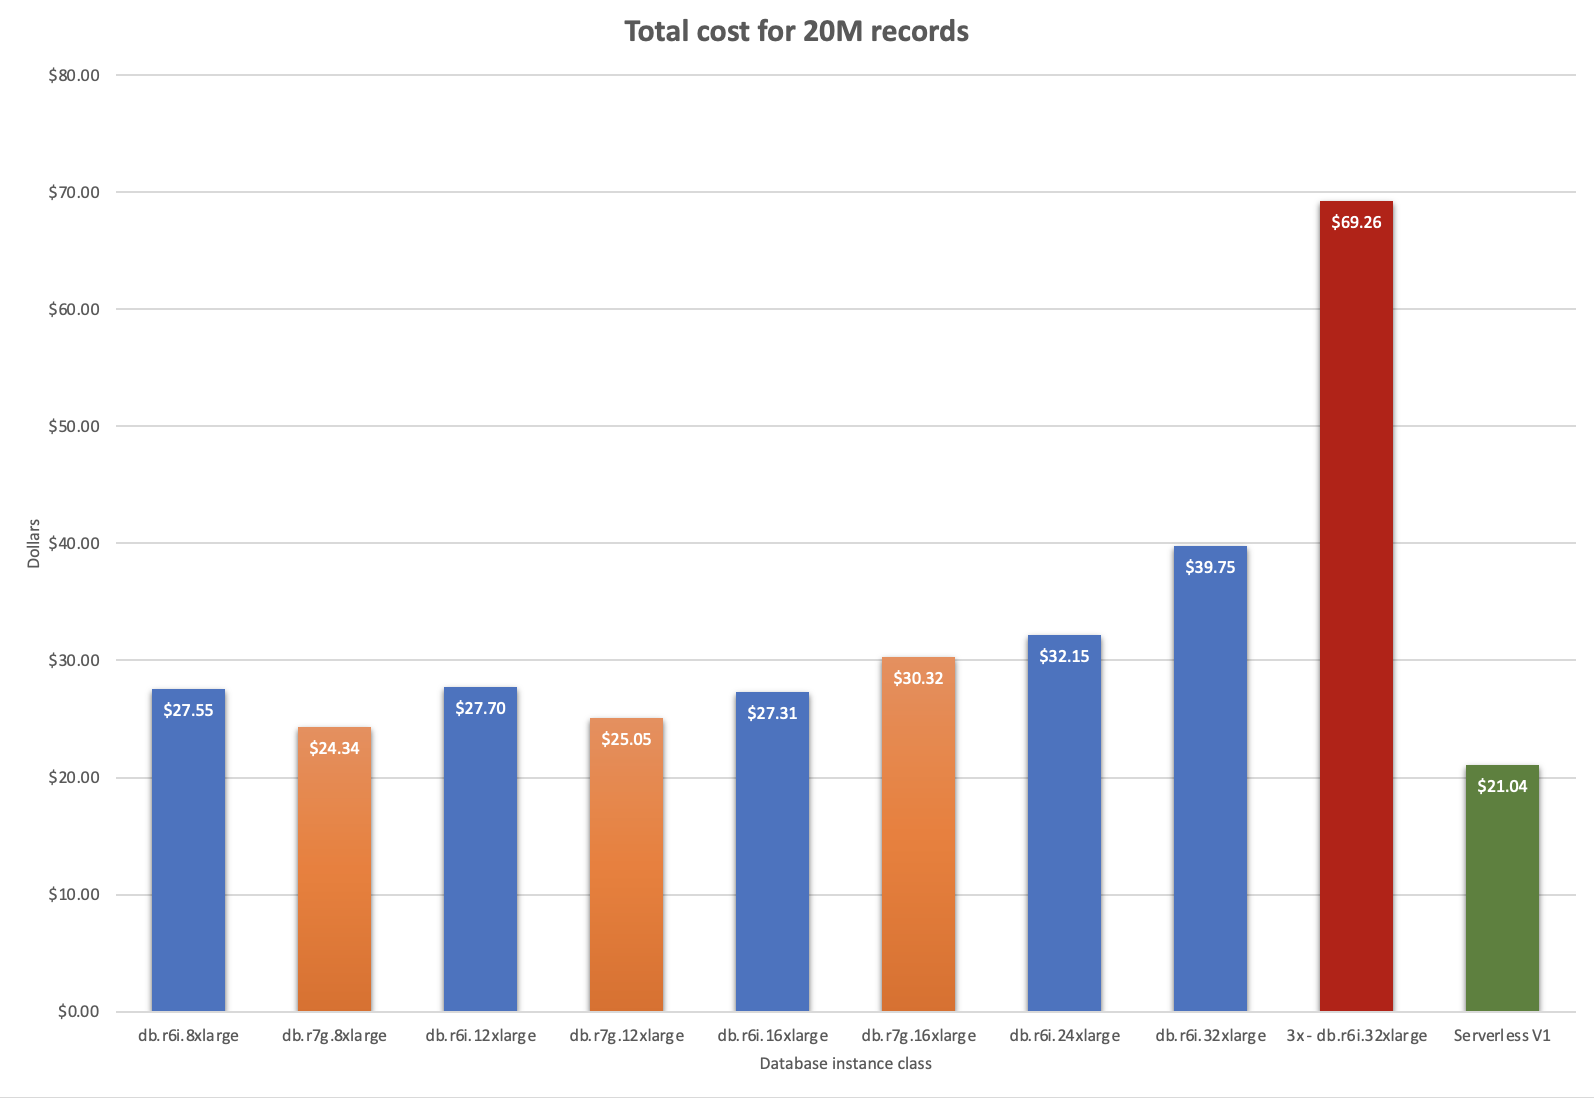 Total cost for 20M records
$80.00
$70.00
$60.00
$50.00
$40.00
$30.00
$20.00
$10.00
$0.00
Dollars
$27.55
$24.34
$27.70
$25.05
$27.31
$30.32
$32.15
$39.75
$69.26
$21.04
db.r6i.8xlarge
db.r7g.8xlarge
db.r6i.12xlarge
db.r7g.12xlarge
db.r6i.16xlarge
db.r7g.16xlarge
db.r6i.24xlarge
db.r6i.32xlarge
3x - db.r6i.32xlarge
Serverless V1
Database instance class